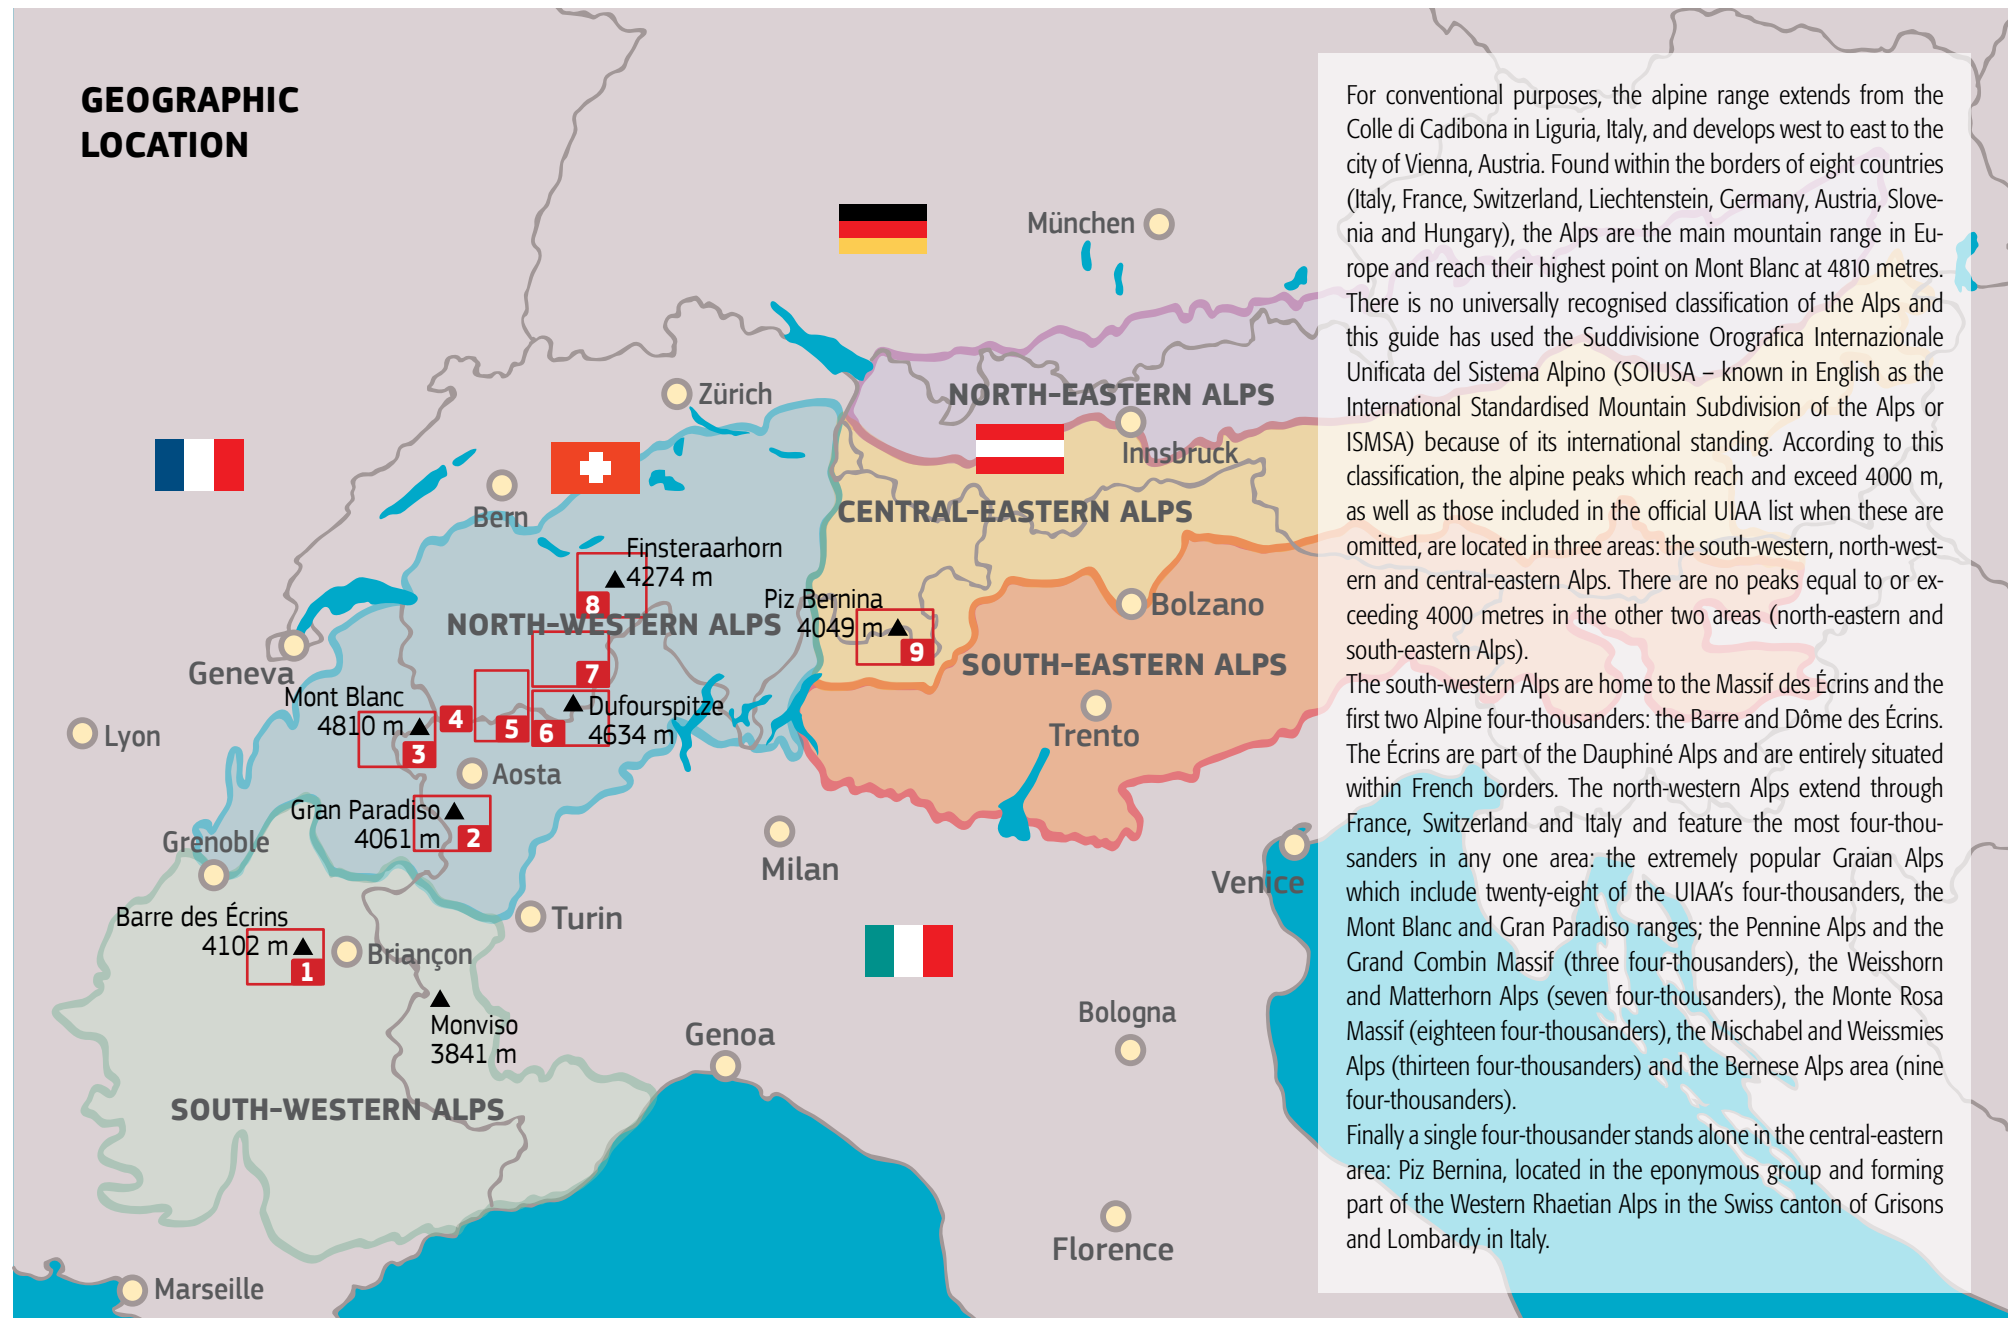 GEOGRAPHIC
LOCATION
München
Zürich
NORTH-EASTERN ALPS
Innsbruck
Bern
CENTRAL-EASTERN ALPS
Finsteraarhorn
4274 m
8
Piz Bernina
4049 m
9
NORTH-WESTERN ALPS
Bolzano
Geneva
7
SOUTH-EASTERN ALPS
Mont Blanc
4810 m
3
4
5
6
Dufourspitze
4634 m
Lyon
Trento
Aosta
Gran Paradiso
4061 m
2
Grenoble
Milan
Venice
Barre des Écrins
4102 m
1
Turin
Briançon
Monviso
3841 m
Genoa
Bologna
SOUTH-WESTERN ALPS
Florence
Marseille
For conventional purposes, the alpine range extends from the
Colle di Cadibona in Liguria, Italy, and develops west to east to the
city of Vienna, Austria. Found within the borders of eight countries
(Italy, France, Switzerland, Liechtenstein, Germany, Austria, Slove-
nia and Hungary), the Alps are the main mountain range in Eu-
rope and reach their highest point on Mont Blanc at 4810 metres.
There is no universally recognised classification of the Alps and
this guide has used the Suddivisione Orografica Internazionale
Unificata del Sistema Alpino (SOIUSA – known in English as the
International Standardised Mountain Subdivision of the Alps or
ISMSA) because of its international standing. According to this
classification, the alpine peaks which reach and exceed 4000 m,
as well as those included in the official UIAA list when these are
omitted, are located in three areas: the south-western, north-west-
ern and central-eastern Alps. There are no peaks equal to or ex-
ceeding 4000 metres in the other two areas (north-eastern and
south-eastern Alps).
The south-western Alps are home to the Massif des Écrins and the
first two Alpine four-thousanders: the Barre and Dôme des Écrins.
The Écrins are part of the Dauphiné Alps and are entirely situated
within French borders. The north-western Alps extend through
France, Switzerland and Italy and feature the most four-thou-
sanders in any one area: the extremely popular Graian Alps
which include twenty-eight of the UIAA's four-thousanders, the
Mont Blanc and Gran Paradiso ranges; the Pennine Alps and the
Grand Combin Massif (three four-thousanders), the Weisshorn
and Matterhorn Alps (seven four-thousanders), the Monte Rosa
Massif (eighteen four-thousanders), the Mischabel and Weissmies
Alps (thirteen four-thousanders) and the Bernese Alps area (nine
four-thousanders).
Finally a single four-thousander stands alone in the central-eastern
area: Piz Bernina, located in the eponymous group and forming
part of the Western Rhaetian Alps in the Swiss canton of Grisons
and Lombardy in Italy.